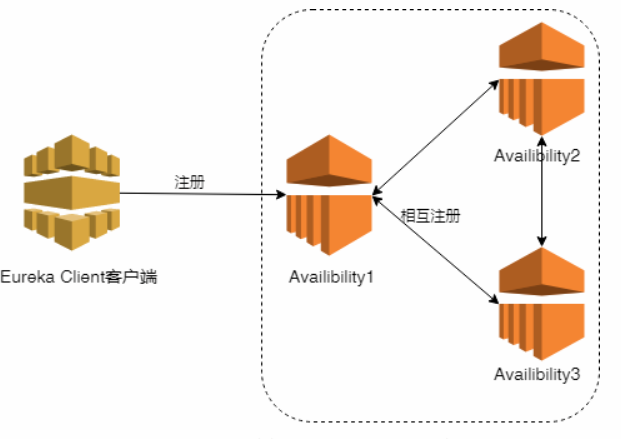 Availibility2
注册
相互注册
Eureka Client客户端
Availibility1
Availibility3